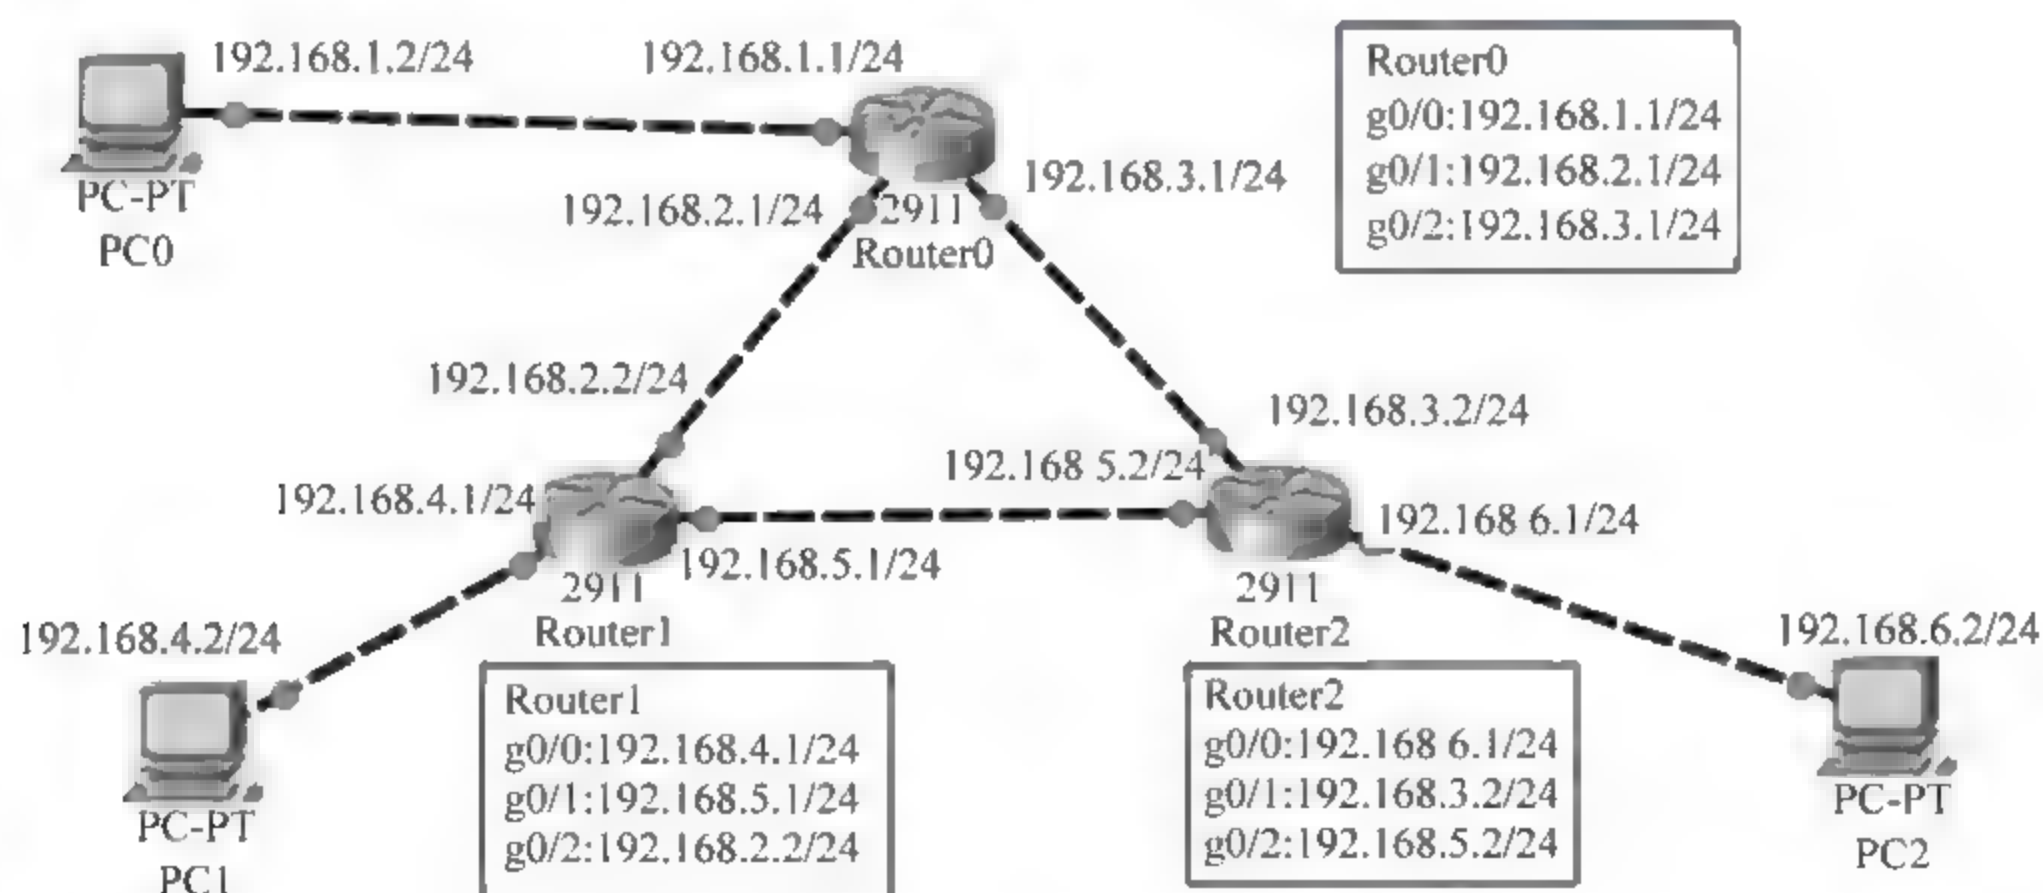 192.168.1.2/24
192.168.1.1/24
PC-PT
PC0
192.168.2.1/24
2911
Router0
192.168.3.1/24
Router0
g0/0:192.168.1.1/24
g0/1:192.168.2.1/24
g0/2:192.168.3.1/24
192.168.2.2/24
192.168.3.2/24
192.168.4.1/24
192.168 5.2/24
192.168.5.1/24
192.168 6.1/24
2911
Router1
2911
Router2
192.168.4.2/24
192.168.6.2/24
PC-PT
PC1
Router1
g0/0:192.168.4.1/24
g0/1:192.168.5.1/24
g0/2:192.168.2.2/24
Router2
g0/0:192.168 6.1/24
g0/1:192.168.3.2/24
g0/2:192.168.5.2/24
PC-PT
PC2